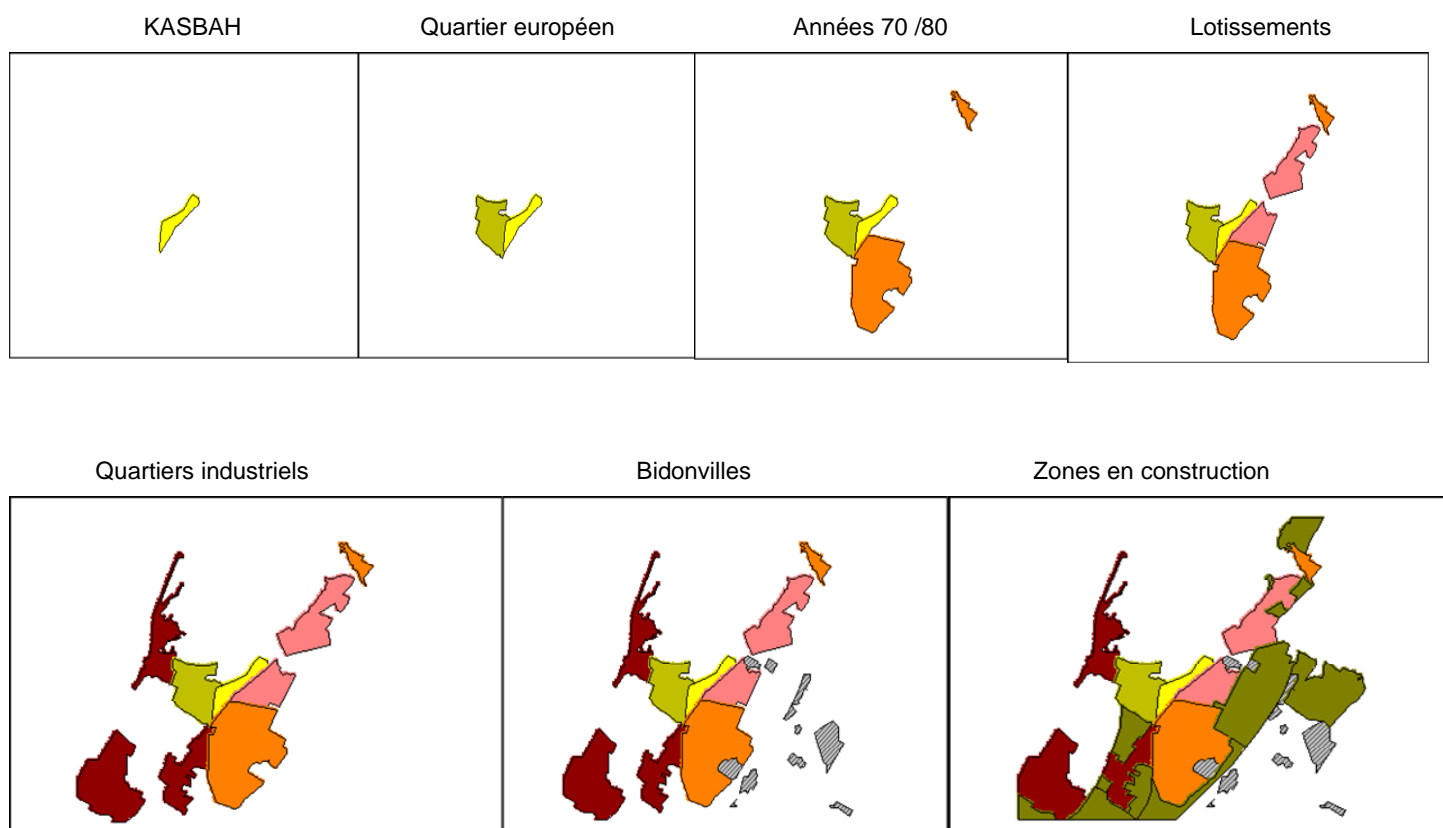 KASBAH
Quartier européen
Années 70 /80
Lotissements
Quartiers industriels
Bidonvilles
Zones en construction